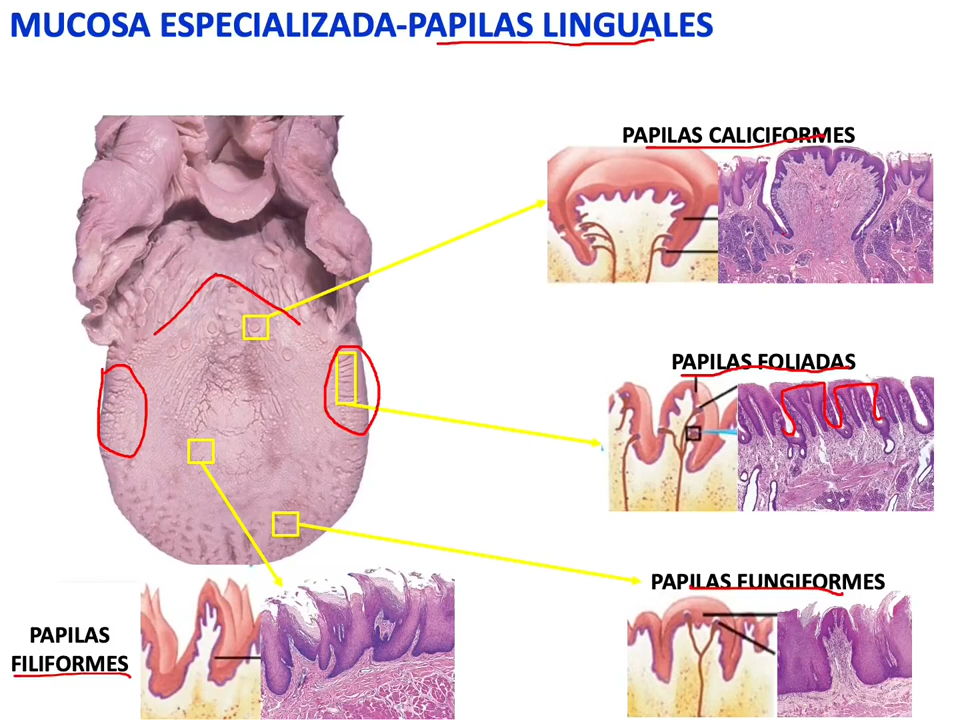 MUCOSA ESPECIALIZADA-PAPILAS LINGUALES
PAPILAS CALICIFORMES
PAPILAS FOLIADAS
PAPILAS FUNGIFORMES
PAPILAS
FILIFORMES